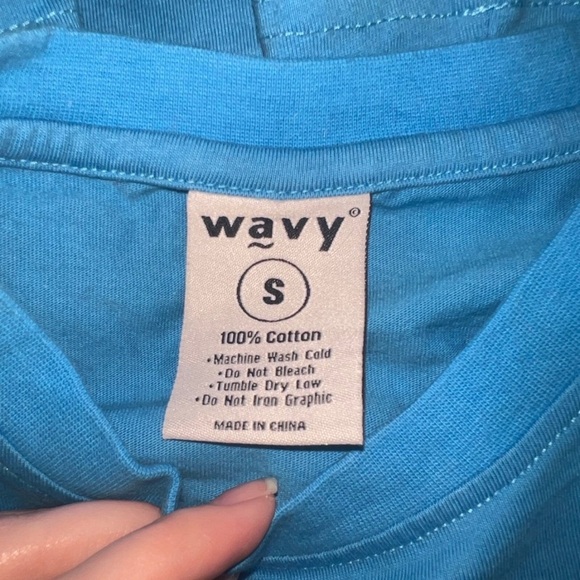 wavy®
S
100% Cotton
•Machine Wash Cold
•Do Not Bleach
•Tumble Dry Low
•Do Not Iron Graphic
MADE IN CHINA